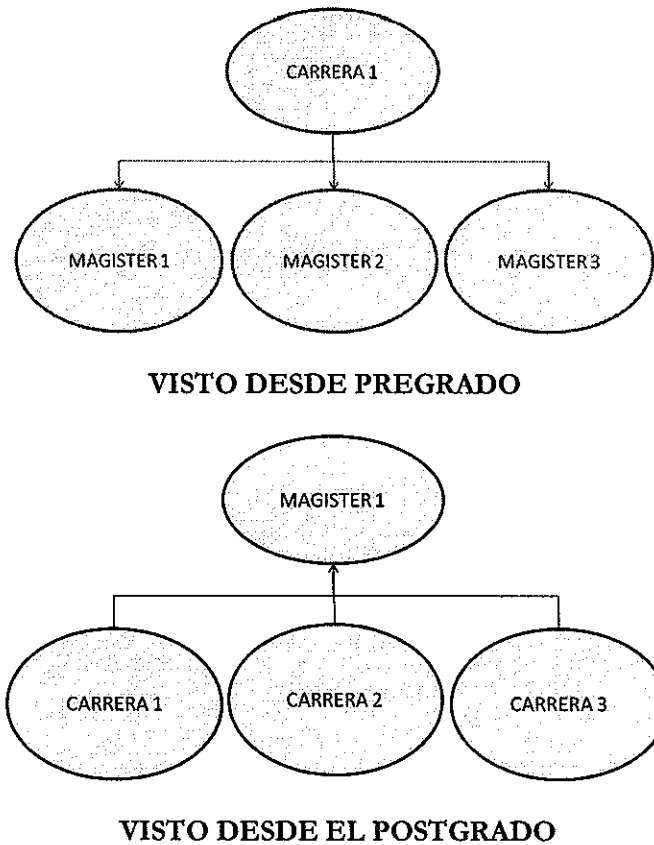 CARRERA 1
MAGISTER 1 MAGISTER 2 MAGISTER 3
VISTO DESDE PREGRADO
MAGISTER 1
CARRERA 1 CARRERA 2 CARRERA 3
VISTO DESDE EL POSTGRADO